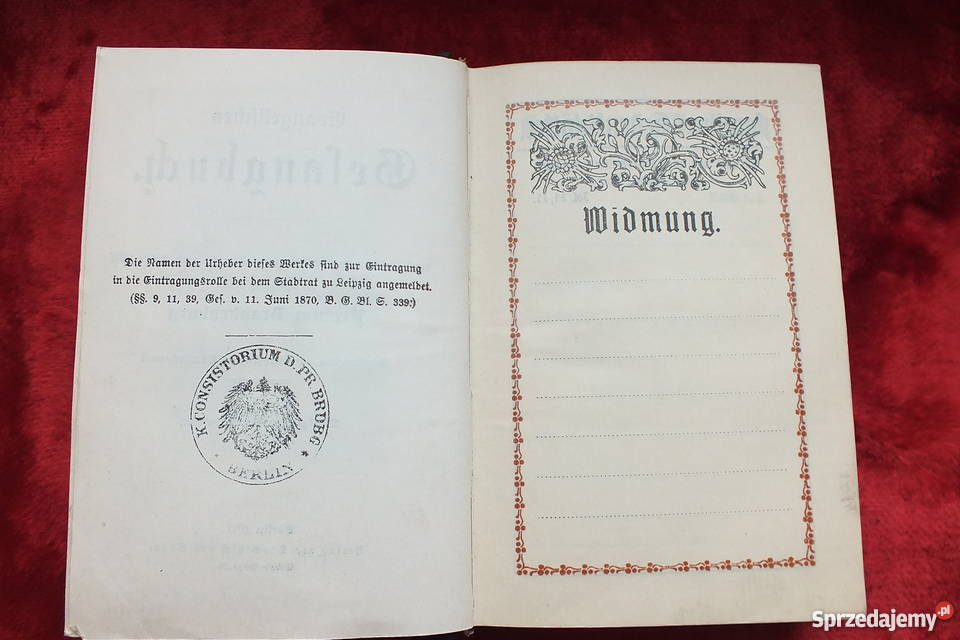 Die Namen der Urheber dieses Werkes sind zur Eintragung
in die Eintragungsrolle bei dem Stadtrat zu Leipzig angemeldet.
(§§. 9, 11, 39, Ges. v. 11. Juni 1870, B. G. Bl. S. 339:)
K. CONSISTORIUM D. PR. BRDBG
* BERLIN *
Widmung.
Sprzedajemy.pl